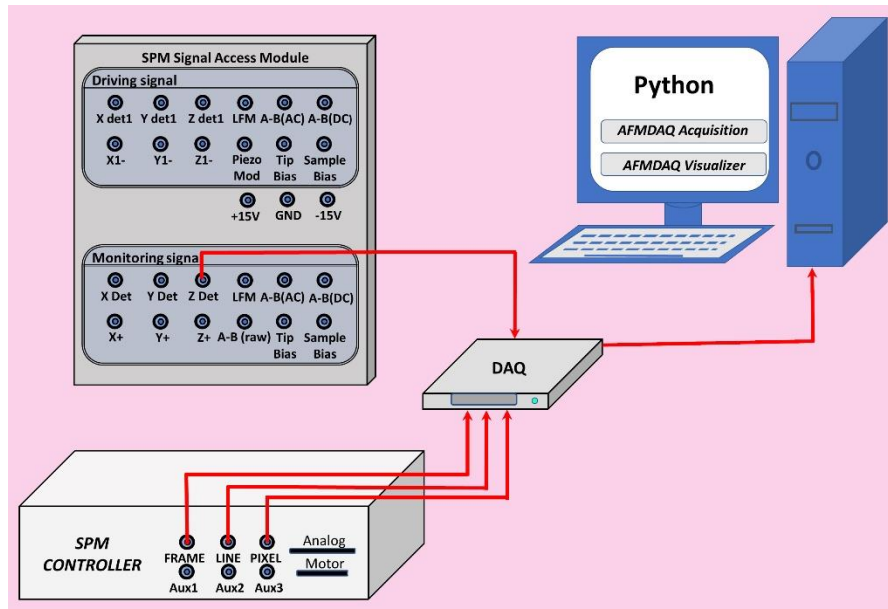 SPM Signal Access Module
Driving signal
X det1 Y det1 Z det1 LFM A-B(AC) A-B(DC)
X1- Y1- Z1- Piezo Mod Tip Bias Sample Bias
+15V GND -15V
Monitoring signa
X Det Y Det Z Det LFM A-B(AC) A-B(DC)
X+ Y+ Z+ A-B (raw) Tip Bias Sample Bias
Python
AFMDAQ Acquisition
AFMDAQ Visualizer
DAQ
SPM
CONTROLLER
FRAME LINE PIXEL
Aux1 Aux2 Aux3
Analog
Motor